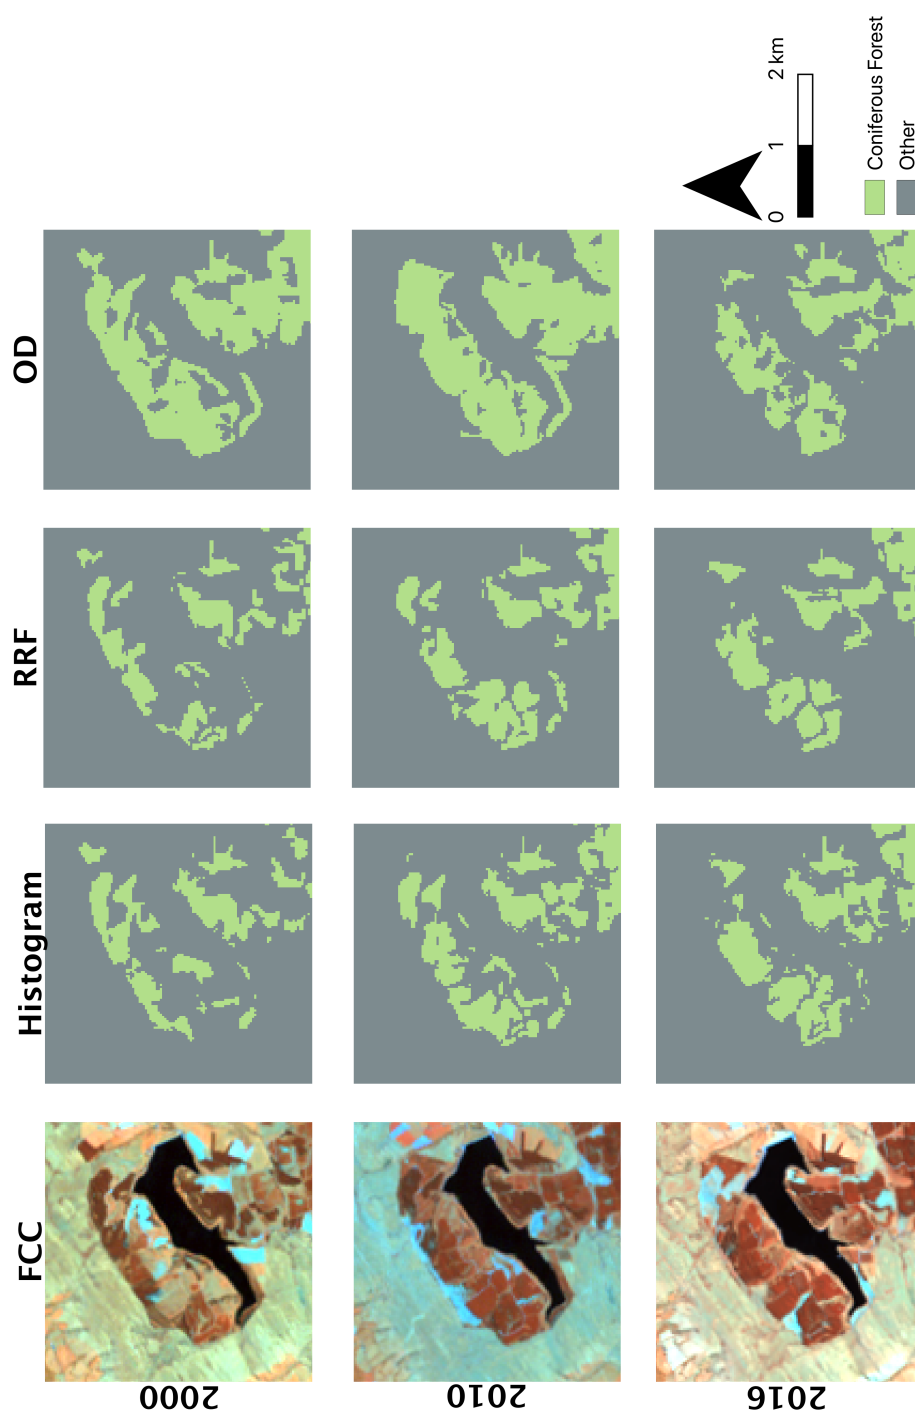 FCC
Histogram
RRF
OD
2000
2010
2016
0 1 2 km
Coniferous Forest
Other